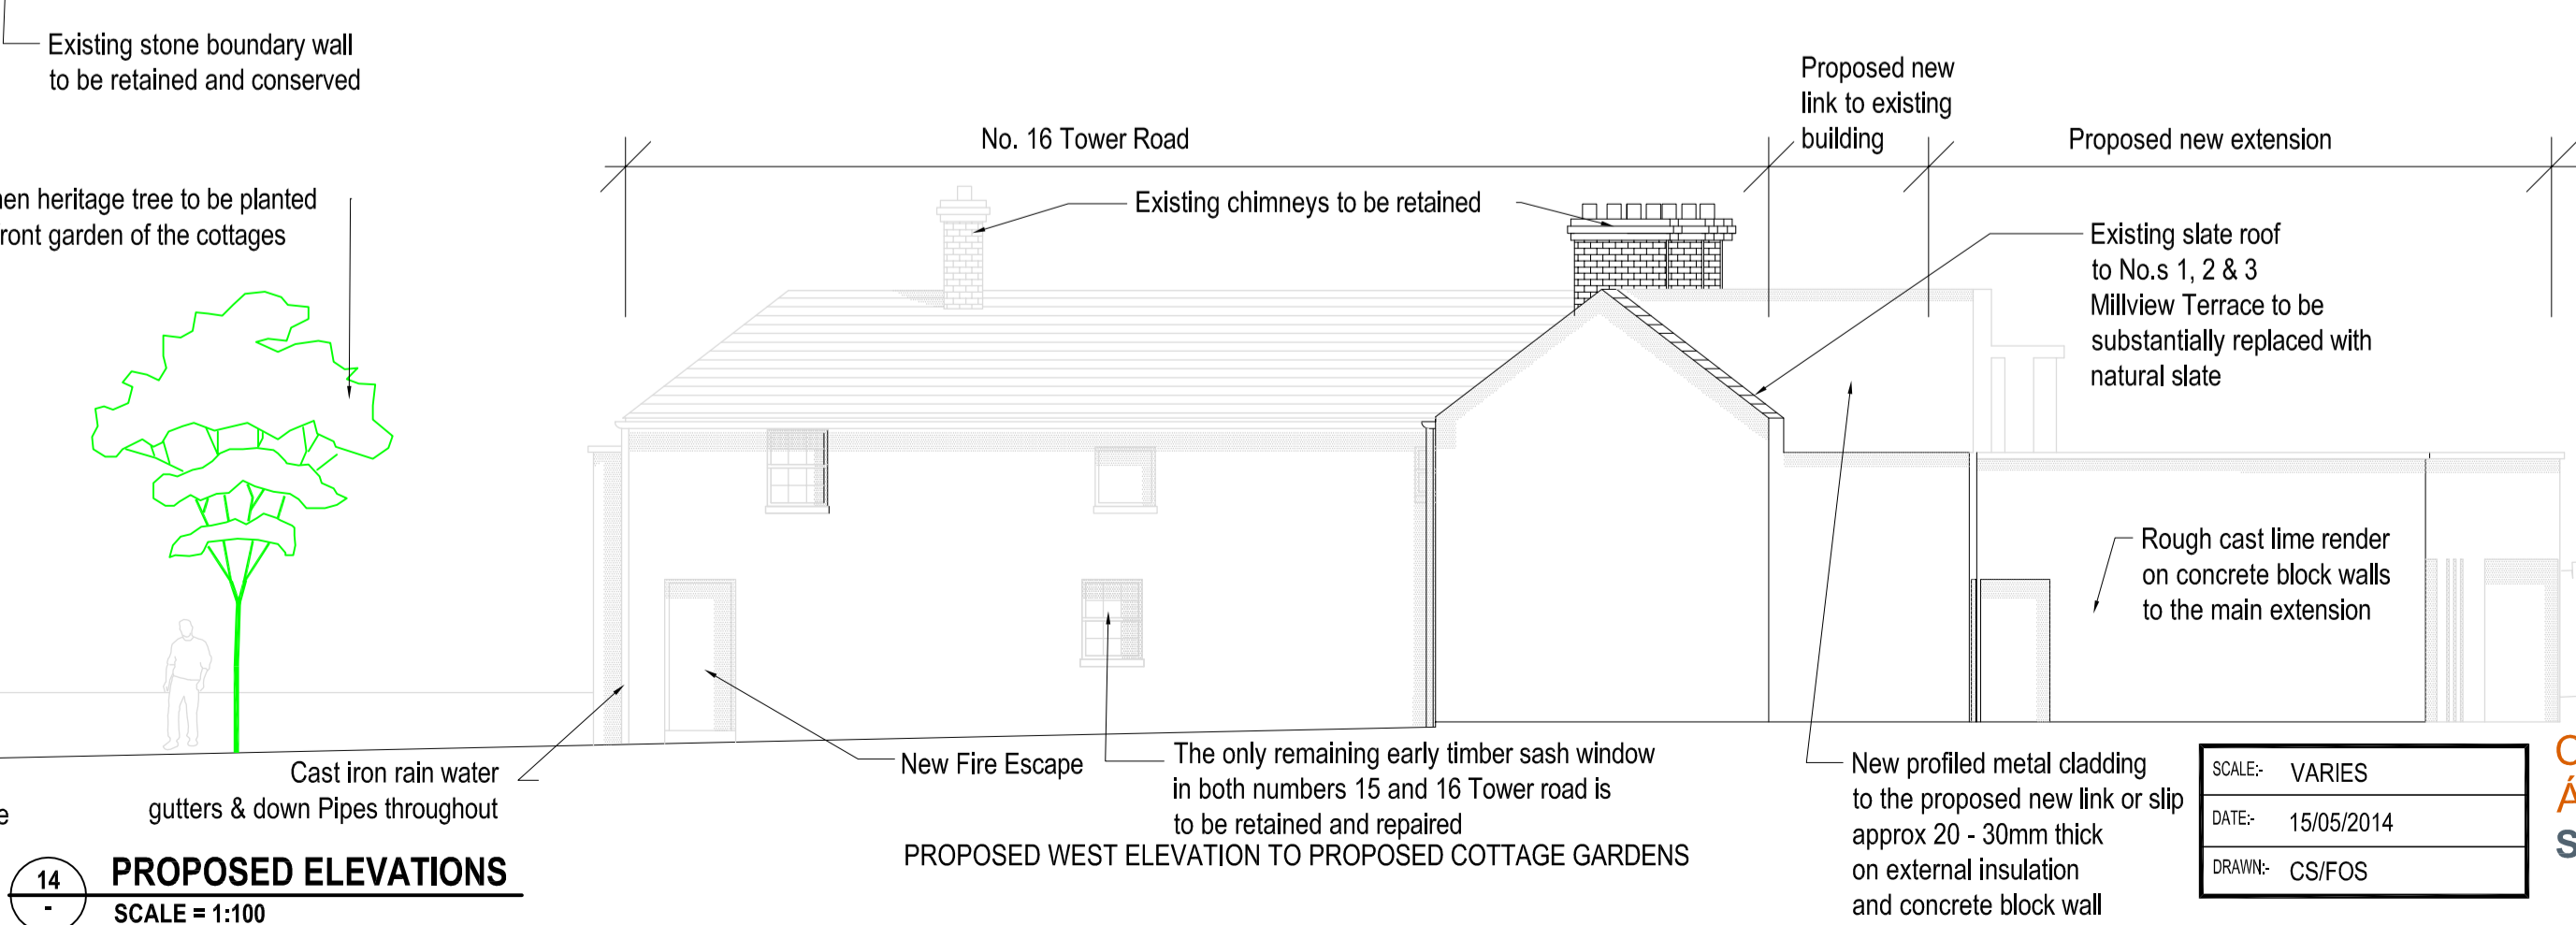 Existing stone boundary wall
to be retained and conserved
heritage tree to be planted
garden of the cottages
No. 16 Tower Road
Proposed new
link to existing
building
Proposed new extension
Existing chimneys to be retained
Existing slate roof
to No.s 1, 2 & 3
Millview Terrace to be
substantially replaced with
natural slate
Rough cast lime render
on concrete block walls
to the main extension
Cast iron rain water
gutters & down Pipes throughout
New Fire Escape
The only remaining early timber sash window
in both numbers 15 and 16 Tower road is
to be retained and repaired
New profiled metal cladding
to the proposed new link or slip
approx 20 - 30mm thick
on external insulation
and concrete block wall
PROPOSED WEST ELEVATION TO PROPOSED COTTAGE GARDENS
14
-
PROPOSED ELEVATIONS
SCALE = 1:100
SCALE:- VARIES
DATE:- 15/05/2014
DRAWN:- CS/FOS